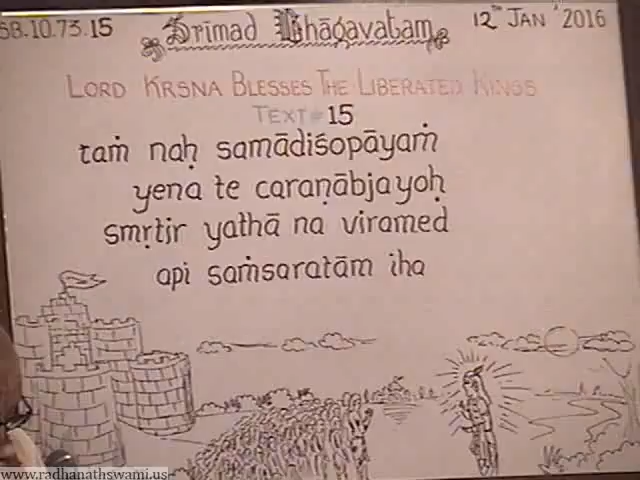 SB.10.73.15
Śrīmad Bhāgavatam
12TH JAN 2016
LORD KRSNA BLESSES THE LIBERATED KINGS
TEXT # 15
taṁ naḥ samādiśopāyaṁ
yena te caraṇābjayoḥ
smṛtir yathā na viramed
api saṁsaratām iha
www.radhanathswami.us